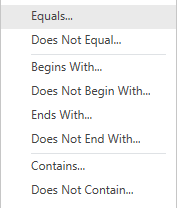 Equals...
Does Not Equal...
Begins With...
Does Not Begin With...
Ends With...
Does Not End With...
Contains...
Does Not Contain...